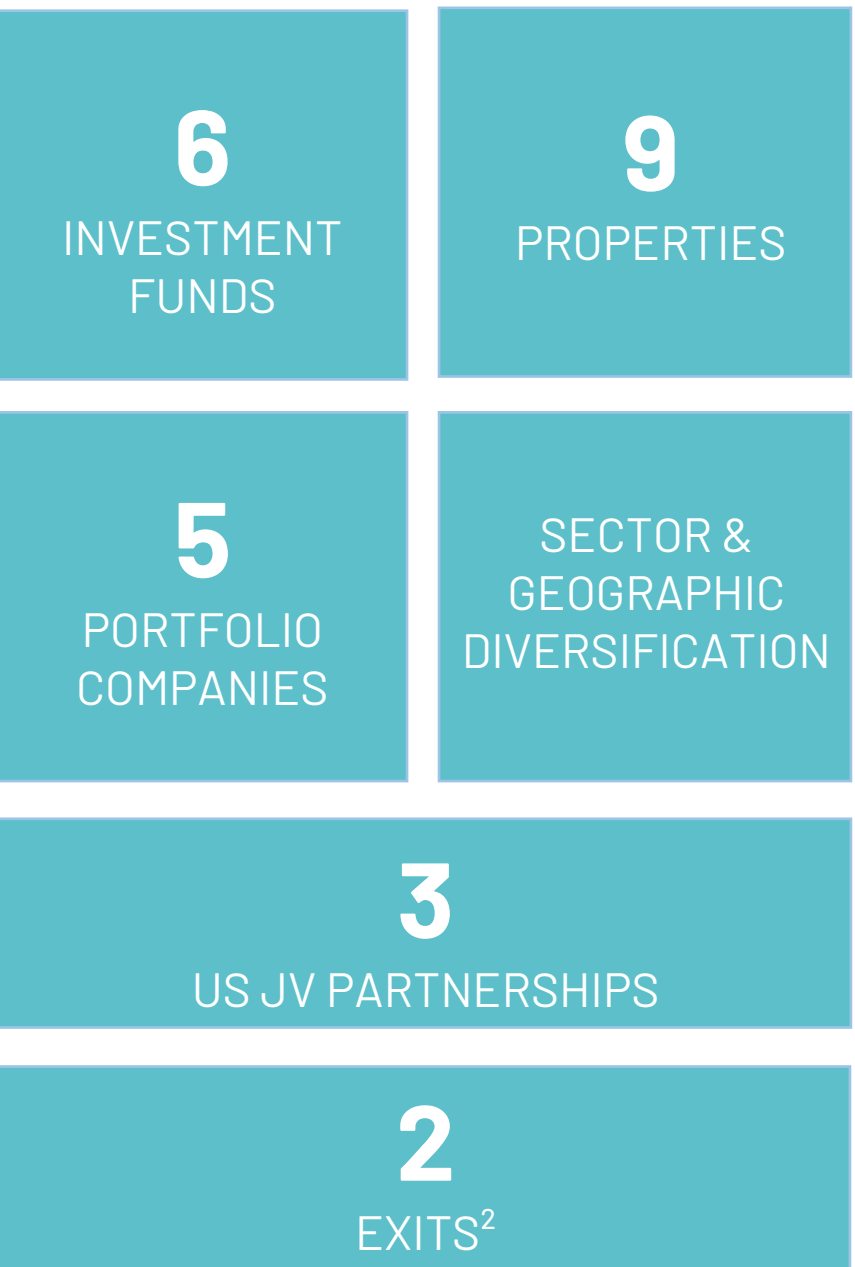 6
INVESTMENT
FUNDS
9
PROPERTIES
5
PORTFOLIO
COMPANIES
SECTOR &
GEOGRAPHIC
DIVERSIFICATION
3
US JV PARTNERSHIPS
2
EXITS²